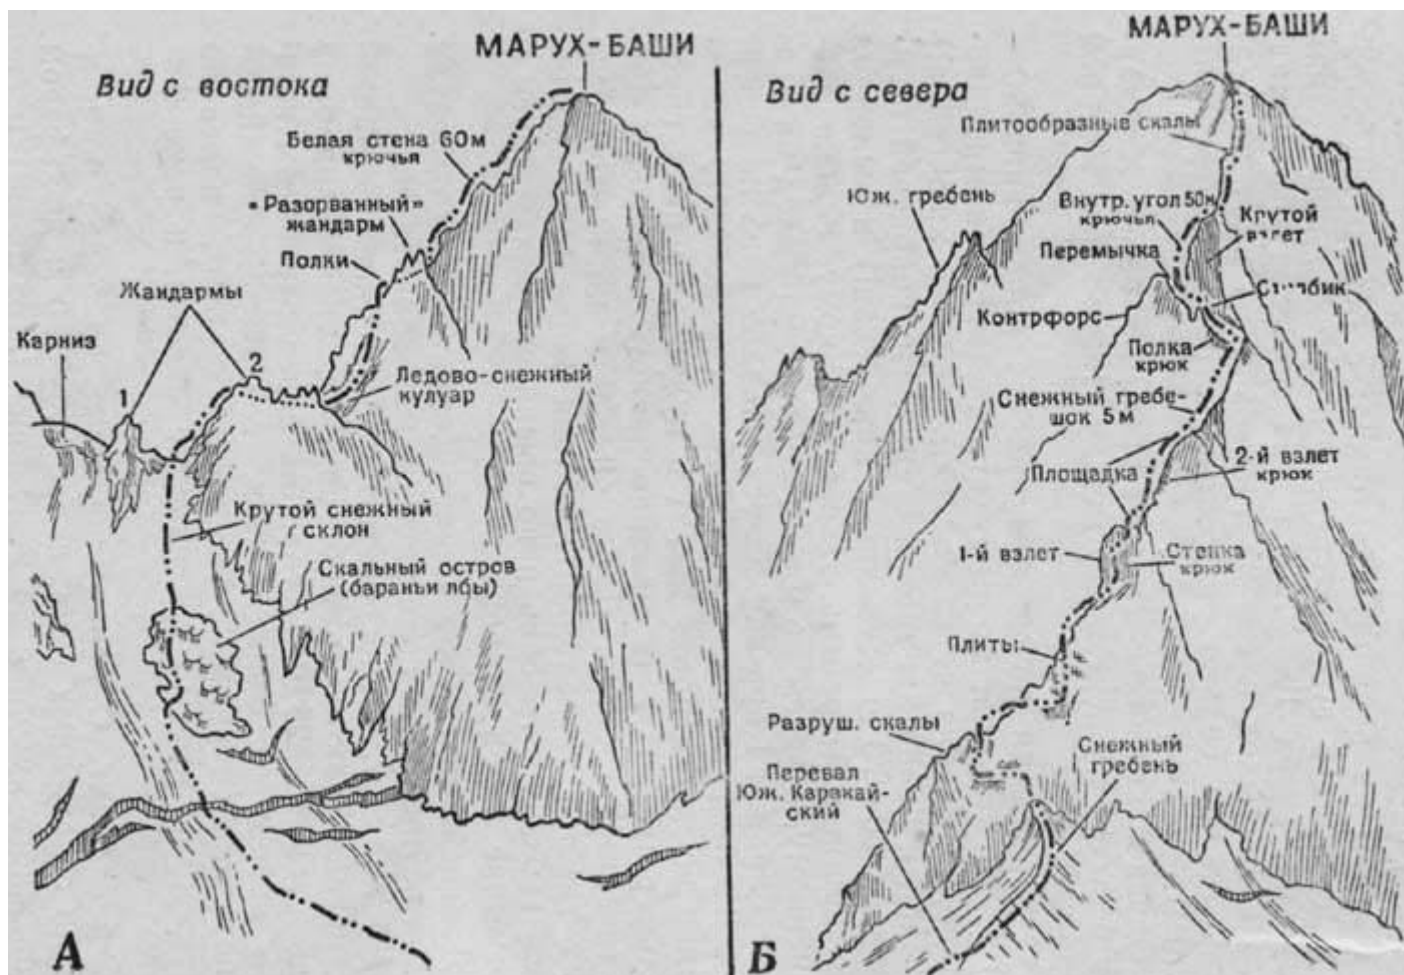 МАРУХ-БАШИ
Вид с востока
Белая стена 60м
крючья
«Разорванный»
жандарм
Полки
Жандармы
Карниз
1
2
Ледово-снежный
кулуар
Крутой снежный
склон
Скальный остров
(бараньи лбы)
А
МАРУХ-БАШИ
Вид с севера
Плитообразные скалы
Юж. гребень
Внутр. угол 50м
крючья
Крутой
взлет
Перемычка
Контрфорс
Полка
крюк
Снежный гребе-
шок 5м
2-й взлет
крюк
Площадка
1-й взлет
Стенка
крюк
Плиты
Разруш. скалы
Снежный
гребень
Перевал
Юж. Каракай-
ский
Б